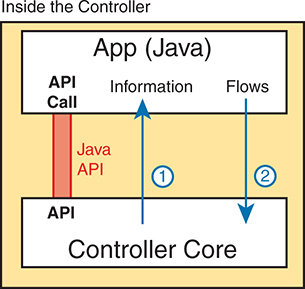 Inside the Controller
App (Java)
API
Call
Information
Flows
Java
API
1
2
API
Controller Core